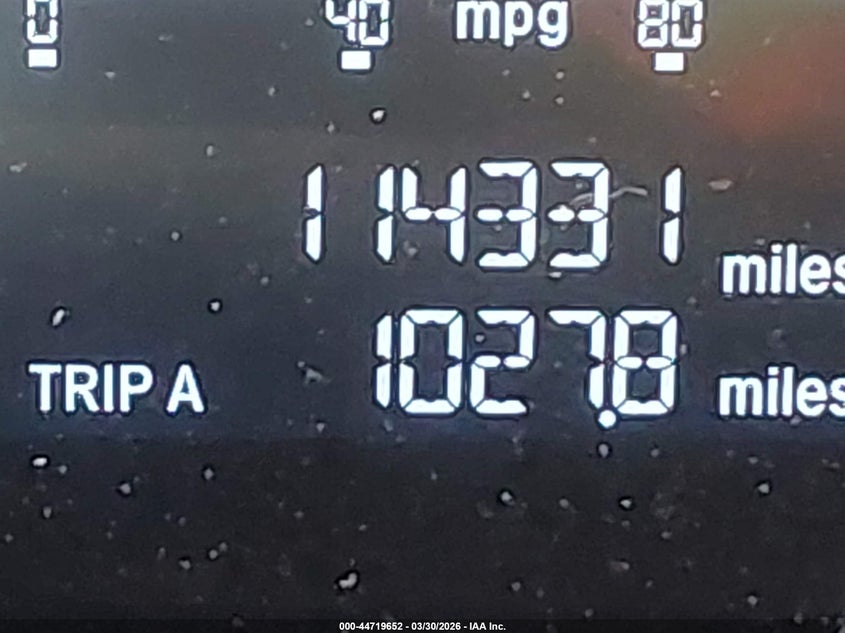 0 40 mpg 80
114331 miles
TRIP A 1027.8 miles
000-44719652 - 03/30/2026 - IAA Inc.